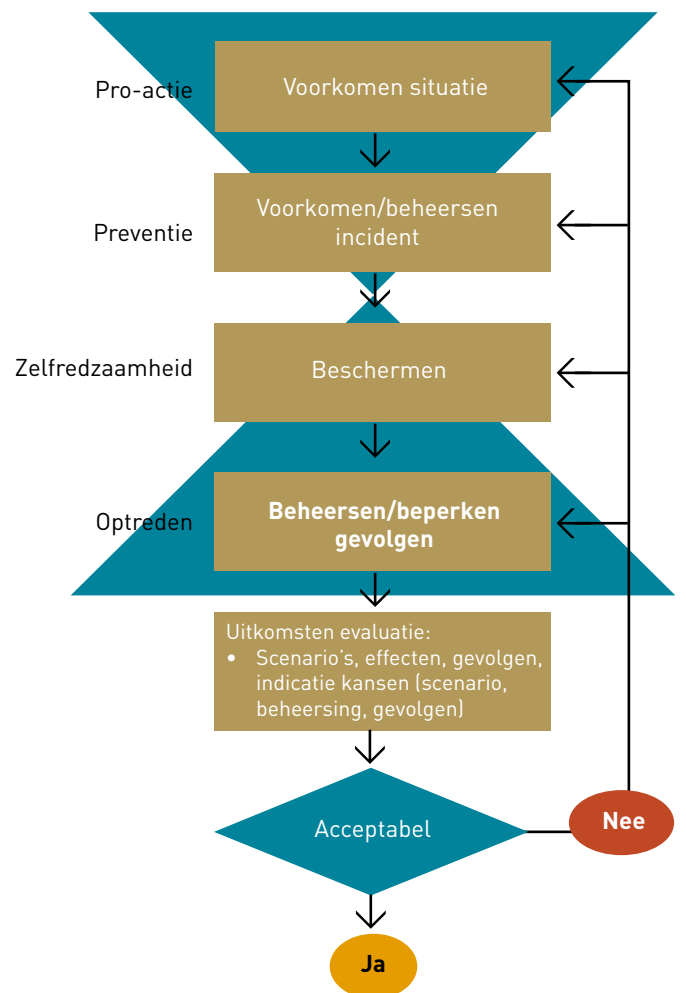 Pro-actie
Voorkomen situatie
Preventie
Voorkomen/beheersen
incident
Zelfredzaamheid
Beschermen
Optreden
Beheersen/beperken
gevolgen
Uitkomsten evaluatie:
• Scenario's, effecten, gevolgen,
indicatie kansen (scenario,
beheersing, gevolgen)
Acceptabel
Nee
Ja